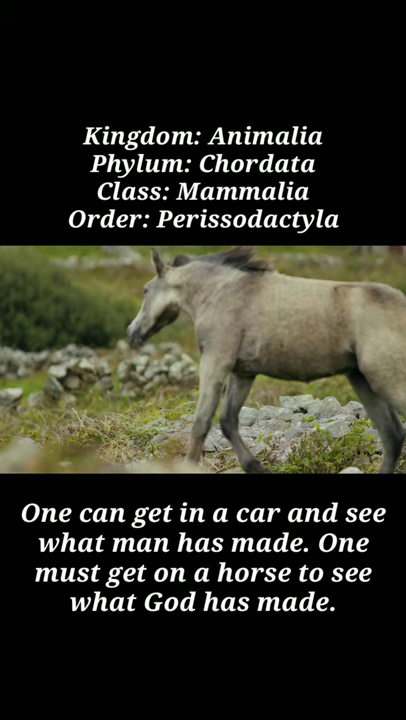 Kingdom: Animalia
Phylum: Chordata
Class: Mammalia
Order: Perissodactyla
One can get in a car and see
what man has made. One
must get on a horse to see
what God has made.